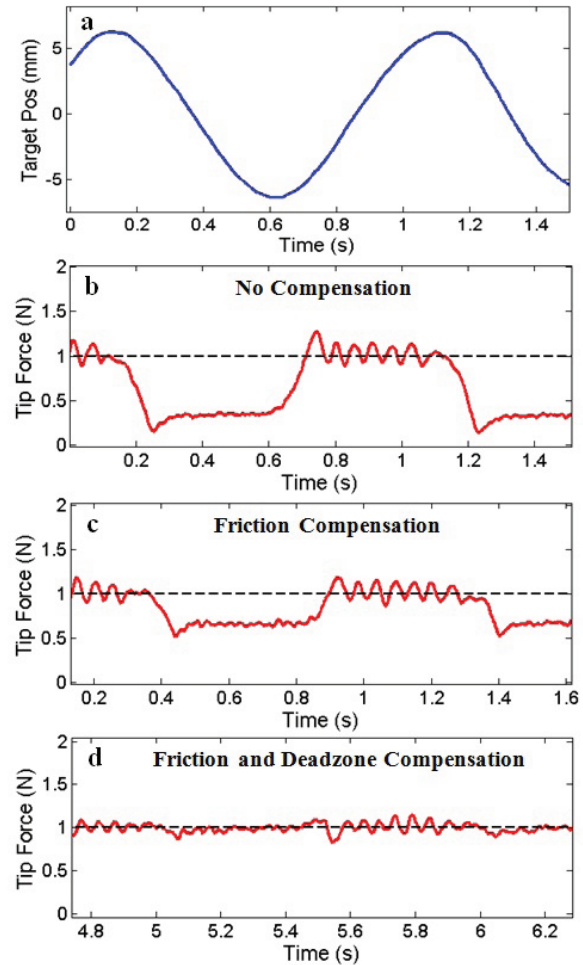 a
Target Pos (mm)
5
0
-5
0 0.2 0.4 0.6 0.8 1 1.2 1.4
Time (s)
b
No Compensation
Tip Force (N)
2
1.5
1
0.5
0
0.2 0.4 0.6 0.8 1 1.2 1.4
Time (s)
c
Friction Compensation
Tip Force (N)
2
1.5
1
0.5
0
0.2 0.4 0.6 0.8 1 1.2 1.4 1.6
Time (s)
d
Friction and Deadzone Compensation
Tip Force (N)
2
1.5
1
0.5
0
4.8 5 5.2 5.4 5.6 5.8 6 6.2
Time (s)